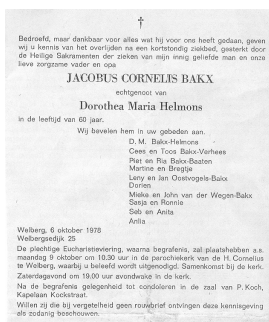 Bedroefd, maar dankbaar voor alles wat hij voor ons heeft gedaan, geven
wij u kennis van het overlijden na een kortstondig ziekbed, gesterkt door
de Heilige Sakramenten der zieken van mijn innig geliefde man en onze
lieve zorgzame vader en opa
JACOBUS CORNELIS BAKX
echtgenoot van
Dorothea Maria Helmons
in de leeftijd van 60 jaar.
Wij bevelen hem in uw gebeden aan.
D. M. Bakx-Helmons
Cees en Toos Bakx-Verhees
Piet en Ria Bakx-Baaten
Martine en Bregtje
Leny en Jan Oostvogels-Bakx
Dorien
Mieke en John van der Wegen-Bakx
Sasja en Ronnie
Seb en Anita
Anita
Welberg, 6 oktober 1978
Welbergsedijk 25
De plechtige Eucharistieviering, waarna begrafenis, zal plaatshebben a.s.
maandag 9 oktober om 10.30 uur in de parochiekerk van de H. Cornelius
te Welberg, waarbij u beleefd wordt uitgenodigd. Samenkomst bij de kerk.
Zaterdagavond om 19.00 uur avondwake in de kerk.
Na de begrafenis gelegenheid tot condoleren in de zaal van P. Koch,
Kapelaan Kockstraat.
Willen zij die bij vergetelheid geen rouwbrief ontvingen deze kennisgeving
als zodanig beschouwen.